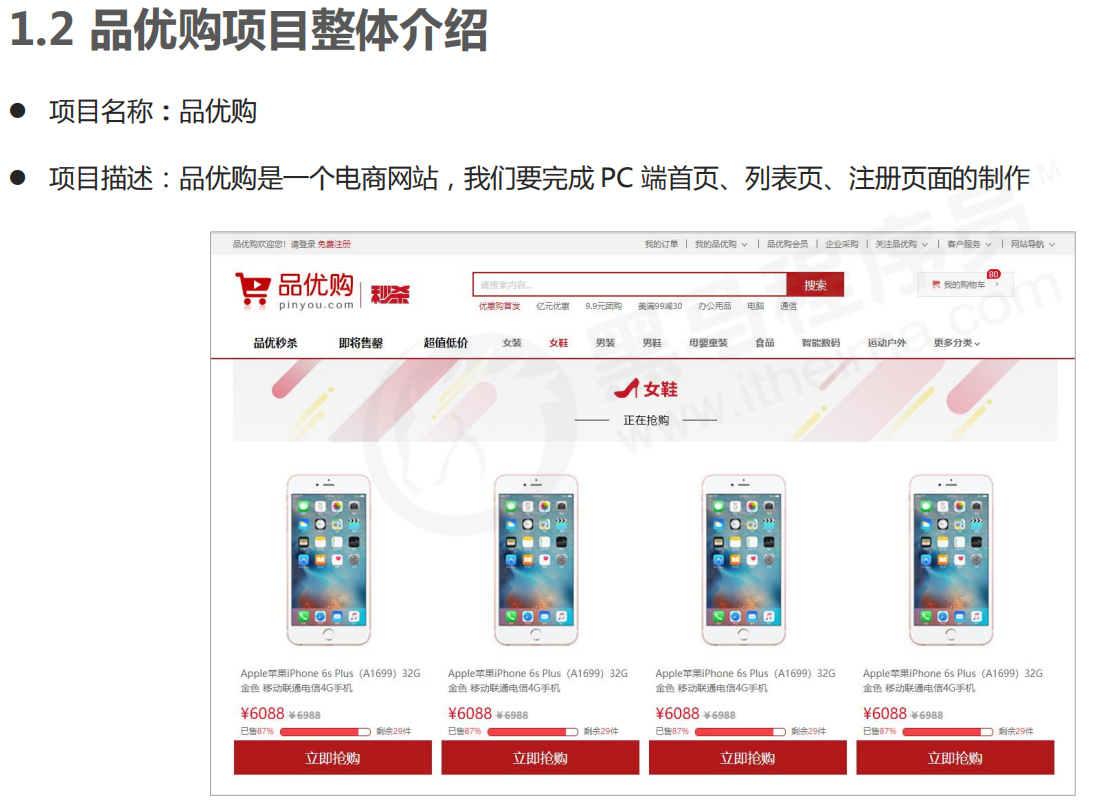 1.2 品优购项目整体介绍
● 项目名称：品优购
● 项目描述：品优购是一个电商网站，我们要完成 PC 端首页、列表页、注册页面的制作
品优购欢迎您! 请登录 免费注册 我的订单 | 我的品优购 | 品优购会员 | 企业采购 | 关注品优购 | 客户服务 | 网站导航
品优购 秒杀 请搜索内容... 搜索 80 我的购物车
pinyou.com 优惠购首发 亿元优惠 9.9元团购 美满99减30 办公用品 电脑 通信
品优秒杀 即将售罄 超值低价 女装 女鞋 男装 男鞋 母婴童装 食品 智能数码 运动户外 更多分类
女鞋
正在抢购
Apple苹果iPhone 6s Plus（A1699）32G Apple苹果iPhone 6s Plus（A1699）32G Apple苹果iPhone 6s Plus（A1699）32G Apple苹果iPhone 6s Plus（A1699）32G
金色 移动联通电信4G手机 金色 移动联通电信4G手机 金色 移动联通电信4G手机 金色 移动联通电信4G手机
¥6088 ¥6988 ¥6088 ¥6988 ¥6088 ¥6988 ¥6088 ¥6988
已售87% 剩余29件 已售87% 剩余29件 已售87% 剩余29件 已售87% 剩余29件
立即抢购 立即抢购 立即抢购 立即抢购
黑马程序员™
www.itheima.com